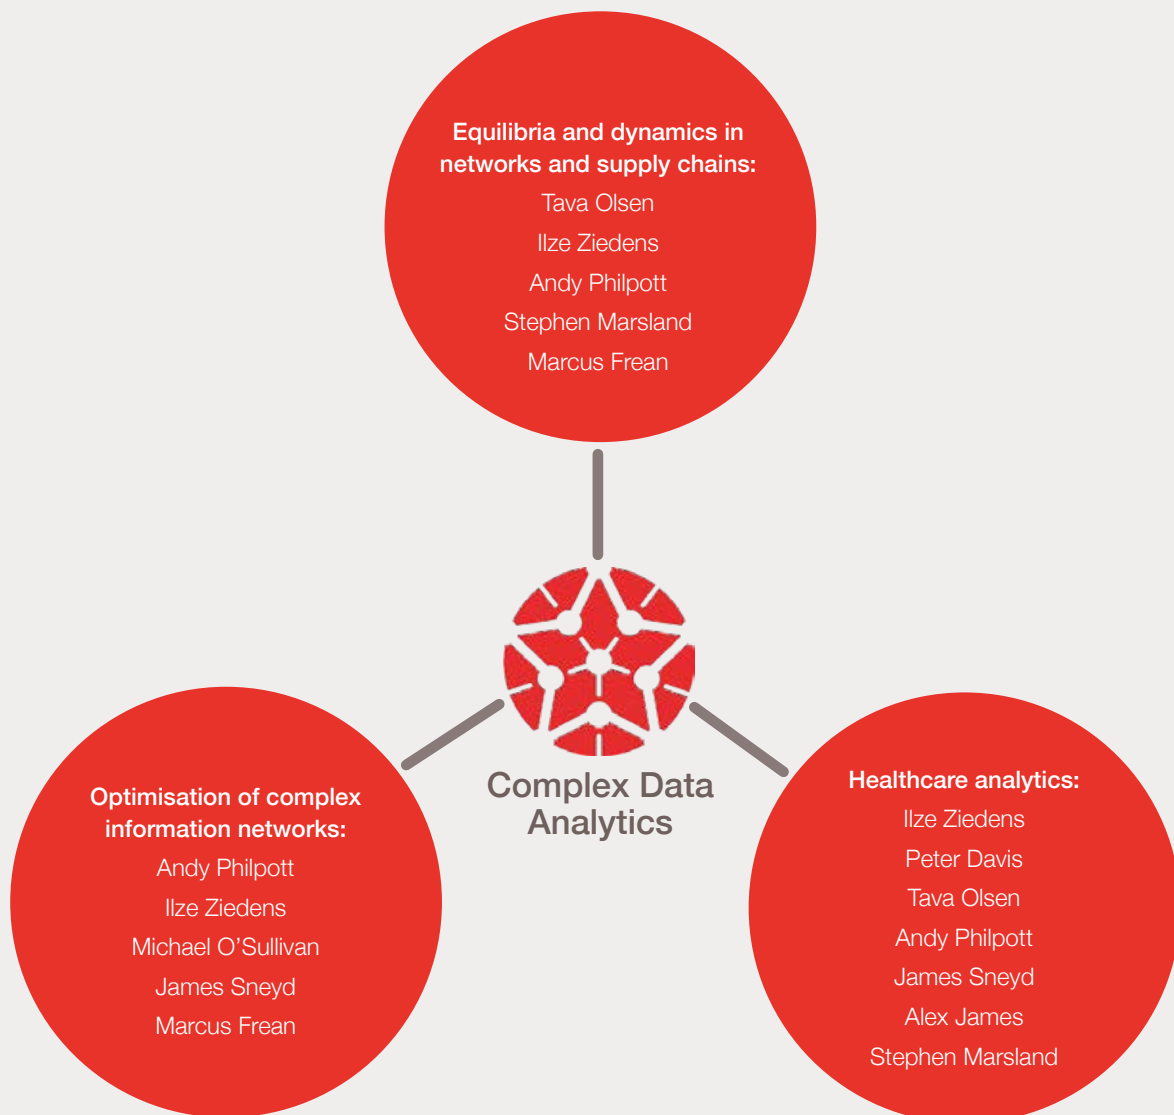 Equilibria and dynamics in
networks and supply chains:
Tava Olsen
Ilze Ziedens
Andy Philpott
Stephen Marsland
Marcus Frean
Complex Data
Analytics
Optimisation of complex
information networks:
Andy Philpott
Ilze Ziedens
Michael O’Sullivan
James Sneyd
Marcus Frean
Healthcare analytics:
Ilze Ziedens
Peter Davis
Tava Olsen
Andy Philpott
James Sneyd
Alex James
Stephen Marsland